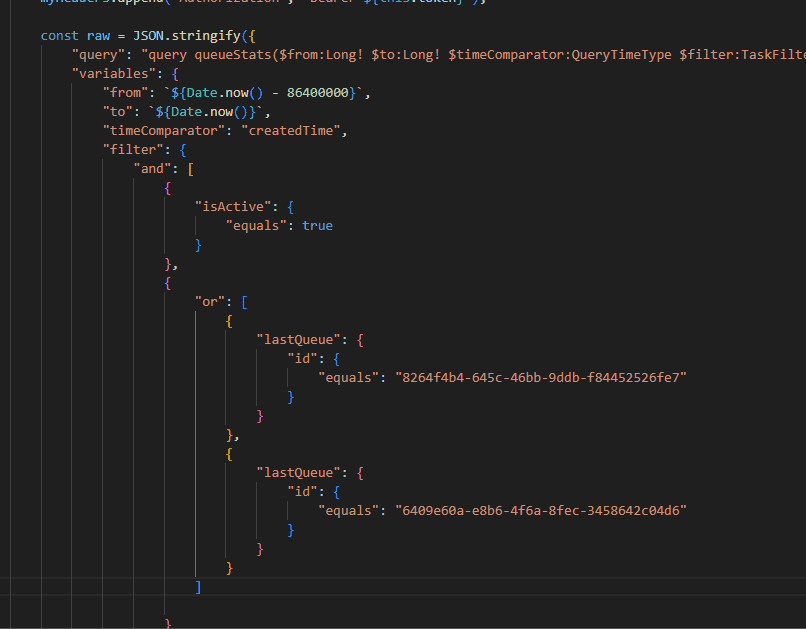 myHeaders.append("Authorization", `Bearer ${this.token}`);
const raw = JSON.stringify({
"query": "query queueStats($from:Long! $to:Long! $timeComparator:QueryTimeType $filter:TaskFilte
"variables": {
"from": `${Date.now() - 86400000}`,
"to": `${Date.now()}`,
"timeComparator": "createdTime",
"filter": {
"and": [
{
"isActive": {
"equals": true
}
},
{
"or": [
{
"lastQueue": {
"id": {
"equals": "8264f4b4-645c-46bb-9ddb-f84452526fe7"
}
}
},
{
"lastQueue": {
"id": {
"equals": "6409e60a-e8b6-4f6a-8fec-3458642c04d6"
}
}
}
]
}